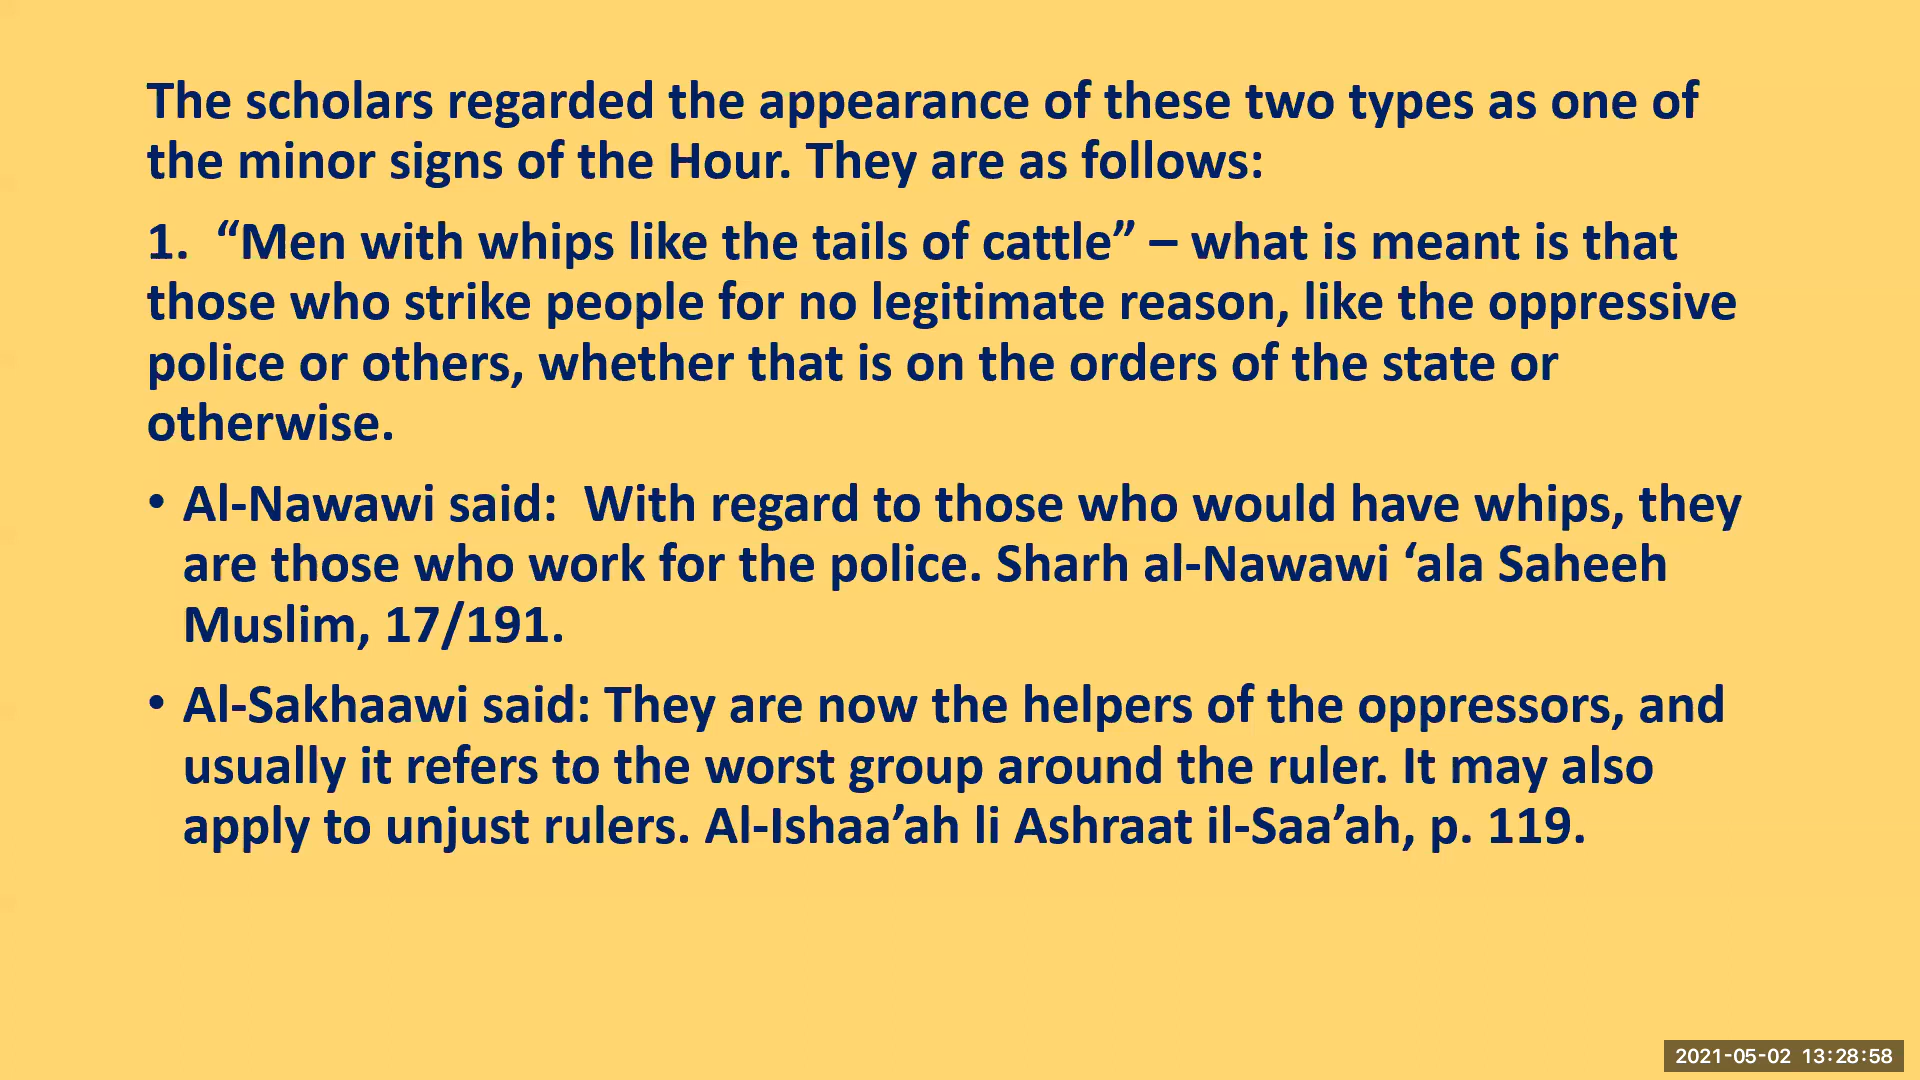 The scholars regarded the appearance of these two types as one of
the minor signs of the Hour. They are as follows:
1.  “Men with whips like the tails of cattle” – what is meant is that
those who strike people for no legitimate reason, like the oppressive
police or others, whether that is on the orders of the state or
otherwise.
• Al-Nawawi said:  With regard to those who would have whips, they
are those who work for the police. Sharh al-Nawawi ‘ala Saheeh
Muslim, 17/191.
• Al-Sakhaawi said: They are now the helpers of the oppressors, and
usually it refers to the worst group around the ruler. It may also
apply to unjust rulers. Al-Ishaa’ah li Ashraat il-Saa’ah, p. 119.
2021-05-02 13:28:58